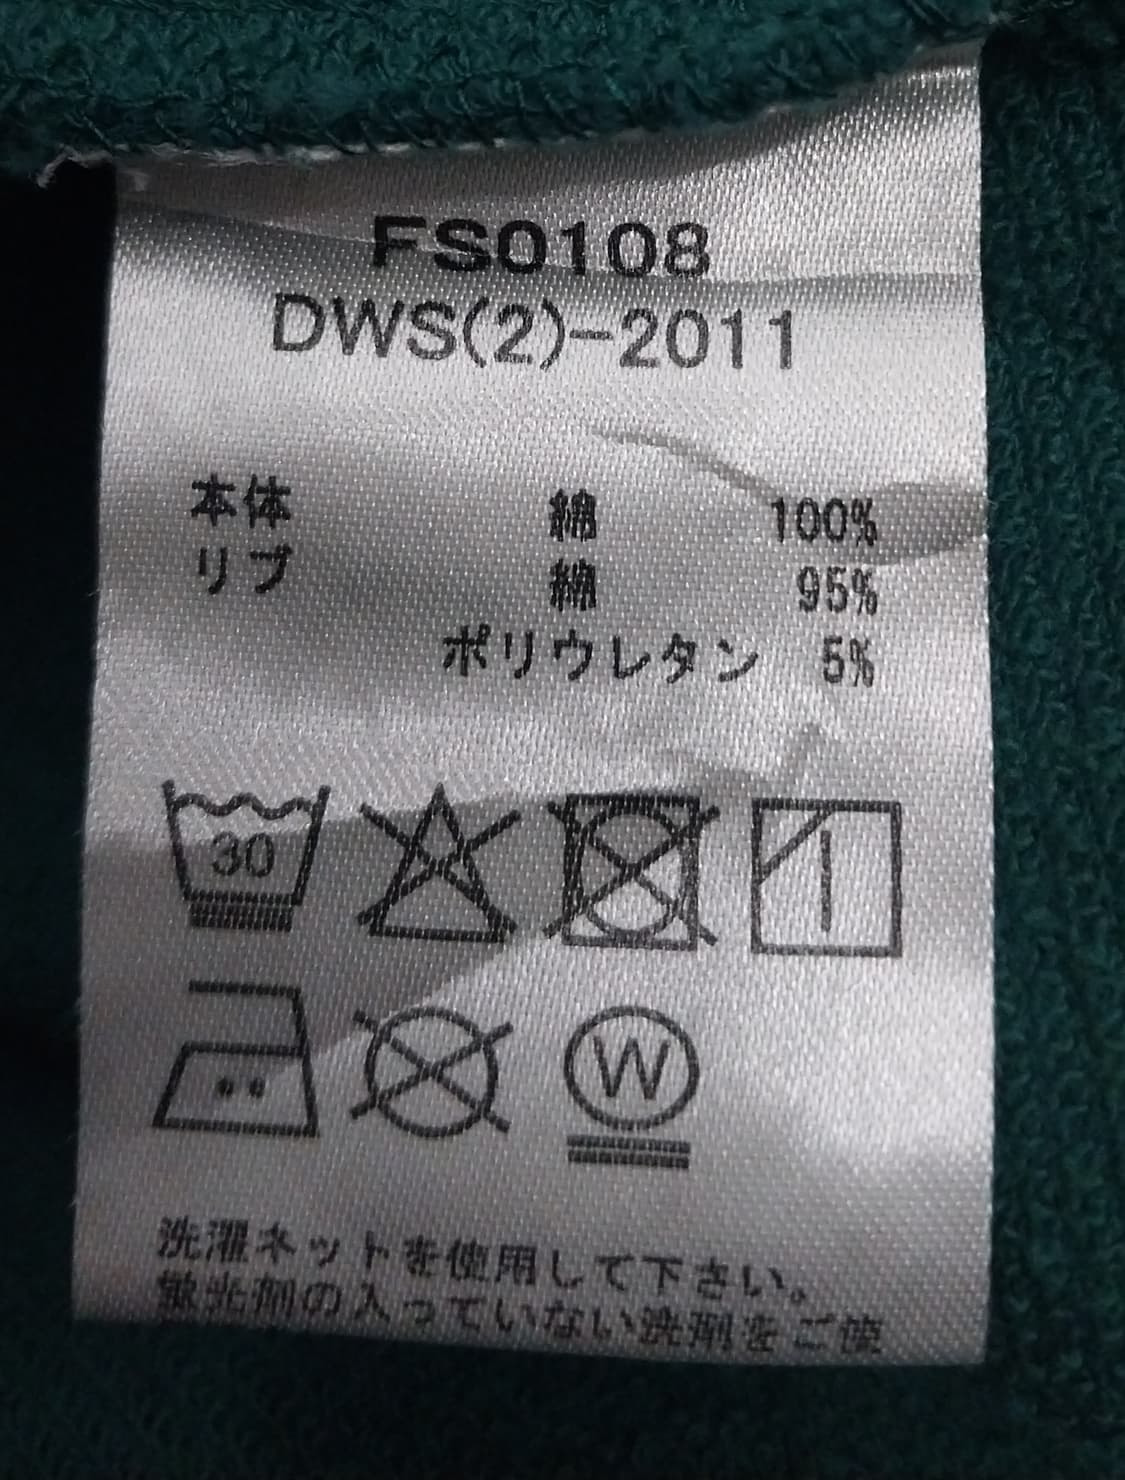 FS0108
DWS(2)-2011
本体 綿 100%
リブ 綿 95%
ポリウレタン 5%
30
W
洗濯ネットを使用して下さい。
蛍光剤の入っていない洗剤をご使